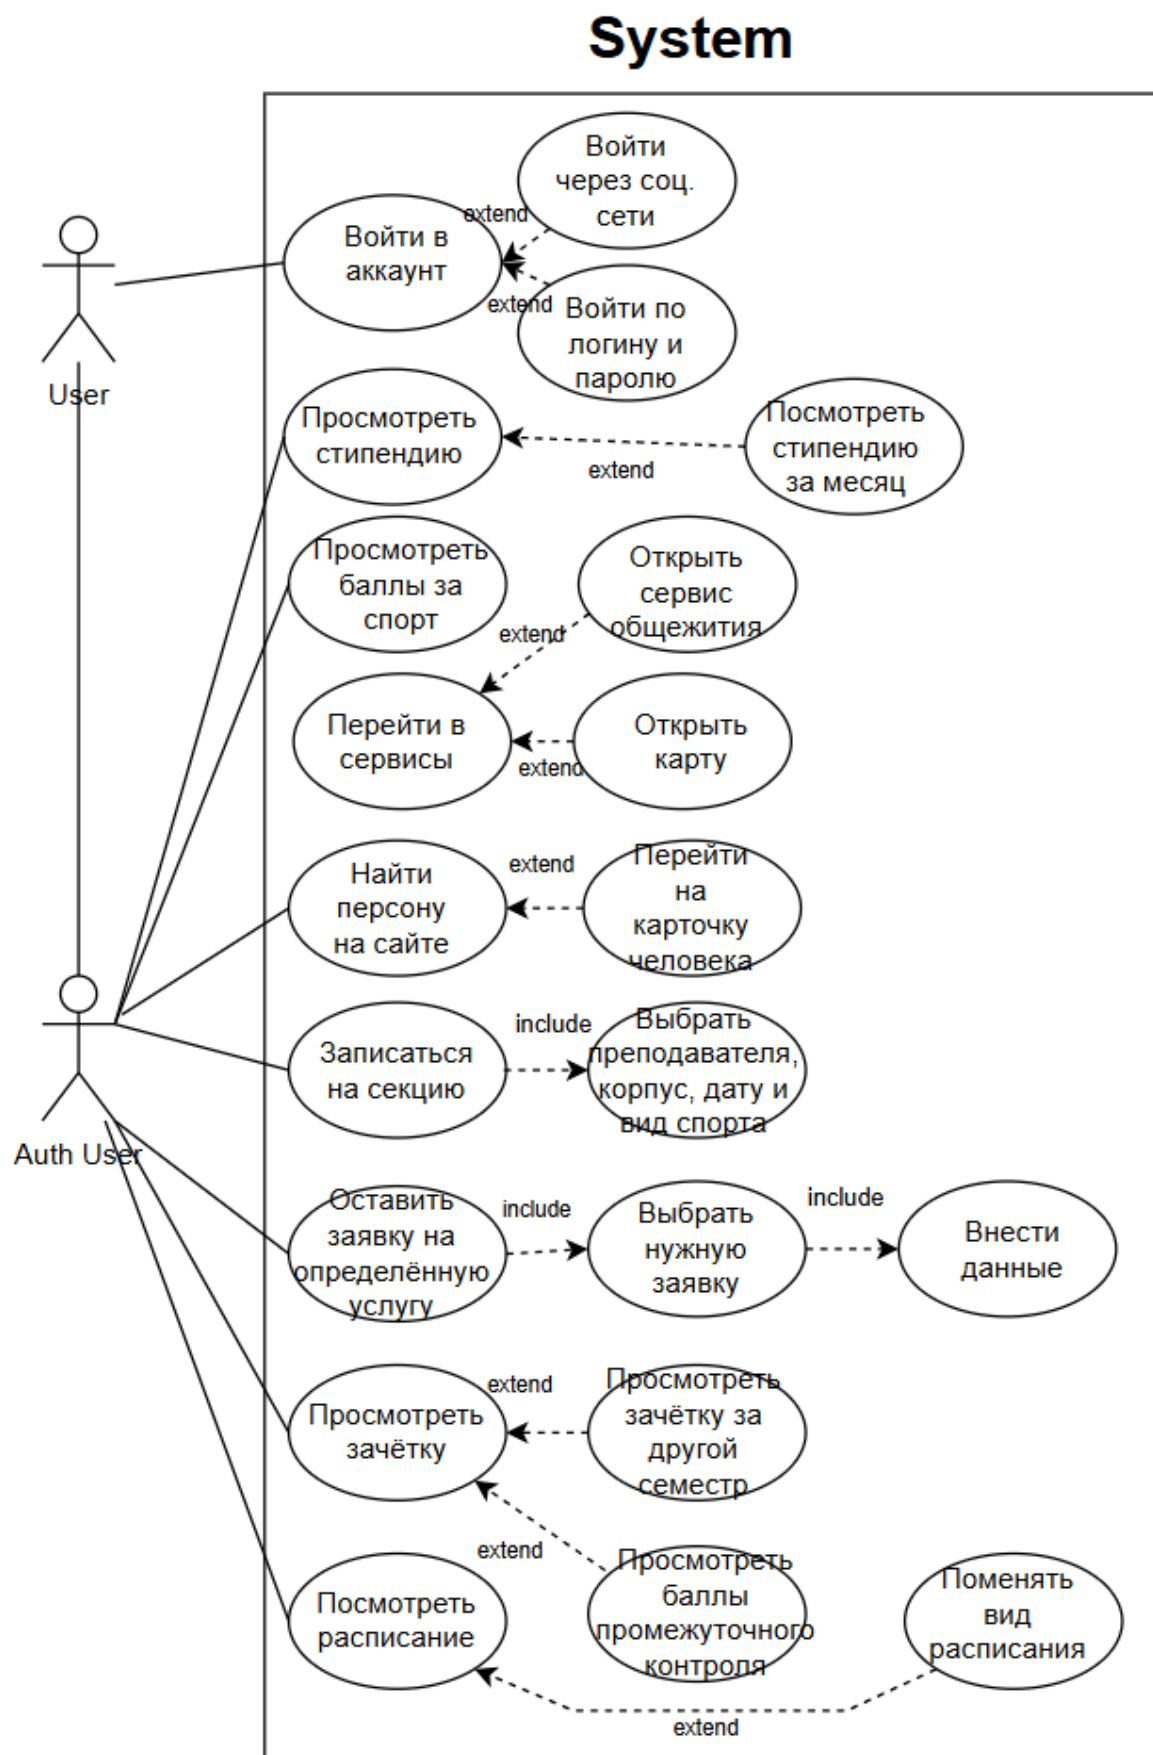 System
Войти
через соц.
сети
extend
Войти в
аккаунт
extend
Войти по
логину и
паролю
User
Просмотреть
стипендию
extend
Посмотреть
стипендию
за месяц
Просмотреть
баллы за
спорт
Открыть
сервис
общежития
extend
Перейти в
сервисы
extend
Открыть
карту
Найти
персону
на сайте
extend
Перейти
на
карточку
человека
Записаться
на секцию
include
Выбрать
преподавателя,
корпус, дату и
вид спорта
Auth User
Оставить
заявку на
определённую
услугу
include
Выбрать
нужную
заявку
include
Внести
данные
Просмотреть
зачётку
extend
Просмотреть
зачётку за
другой
семестр
extend
Просмотреть
баллы
промежуточного
контроля
Посмотреть
расписание
Поменять
вид
расписания
extend